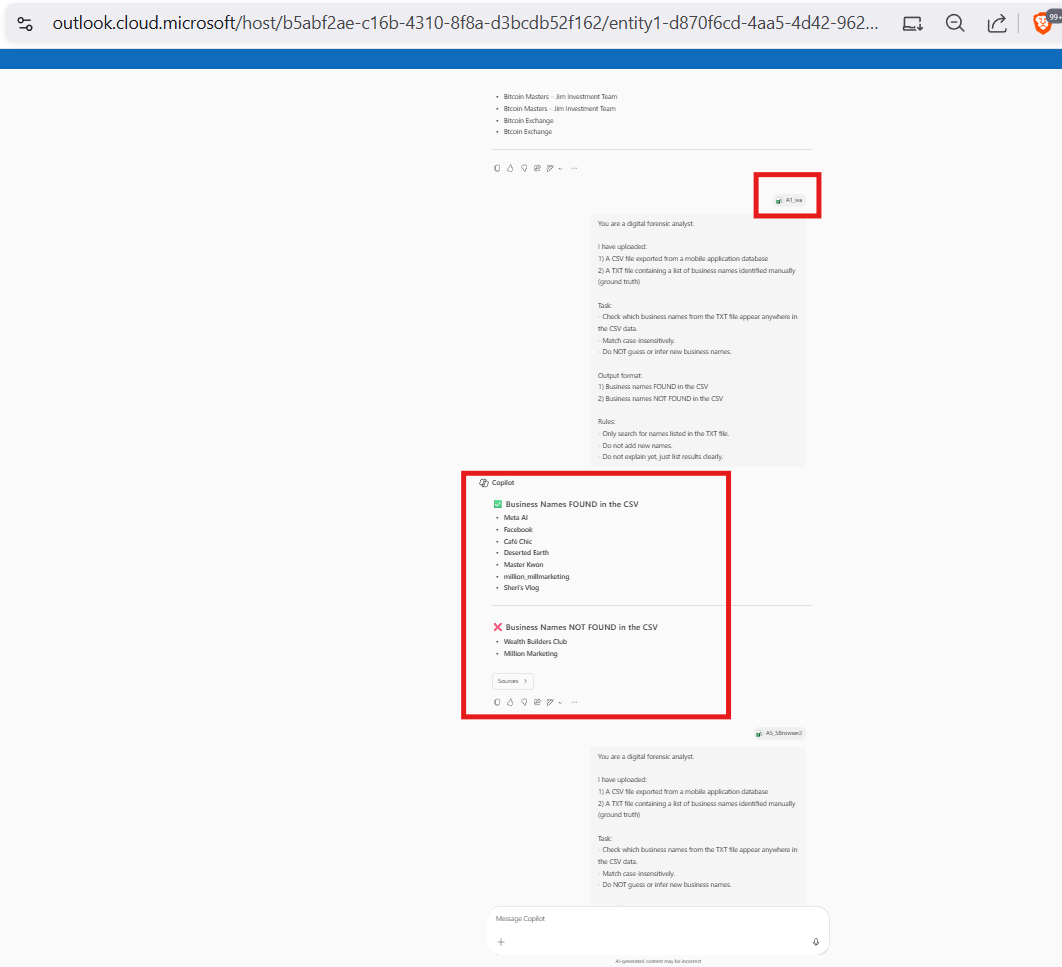 outlook.cloud.microsoft/host/b5abf2ae-c16b-4310-8f8a-d3bcdb52f162/entity1-d870f6cd-4aa5-4d42-962...
99+
• Bitcoin Masters - Jim Investment Team
• Btcoin Masters - Jim Investment Team
• Bitcoin Exchange
• Btcoin Exchange
A1_wa
You are a digital forensic analyst.
I have uploaded:
1) A CSV file exported from a mobile application database
2) A TXT file containing a list of business names identified manually
(ground truth)
Task:
- Check which business names from the TXT file appear anywhere in
the CSV data.
- Match case-insensitively.
- Do NOT guess or infer new business names.
Output format:
1) Business names FOUND in the CSV
2) Business names NOT FOUND in the CSV
Rules:
- Only search for names listed in the TXT file.
- Do not add new names.
- Do not explain yet, just list results clearly.
Copilot
✅ Business Names FOUND in the CSV
• Meta AI
• Facebook
• Café Chic
• Deserted Earth
• Master Kwon
• million_millmarketing
• Sheri's Vlog
❌ Business Names NOT FOUND in the CSV
• Wealth Builders Club
• Million Marketing
Sources >
A5_SBrowser2
You are a digital forensic analyst.
I have uploaded:
1) A CSV file exported from a mobile application database
2) A TXT file containing a list of business names identified manually
(ground truth)
Task:
- Check which business names from the TXT file appear anywhere in
the CSV data.
- Match case-insensitively.
- Do NOT guess or infer new business names.
Message Copilot
AI-generated content may be incorrect